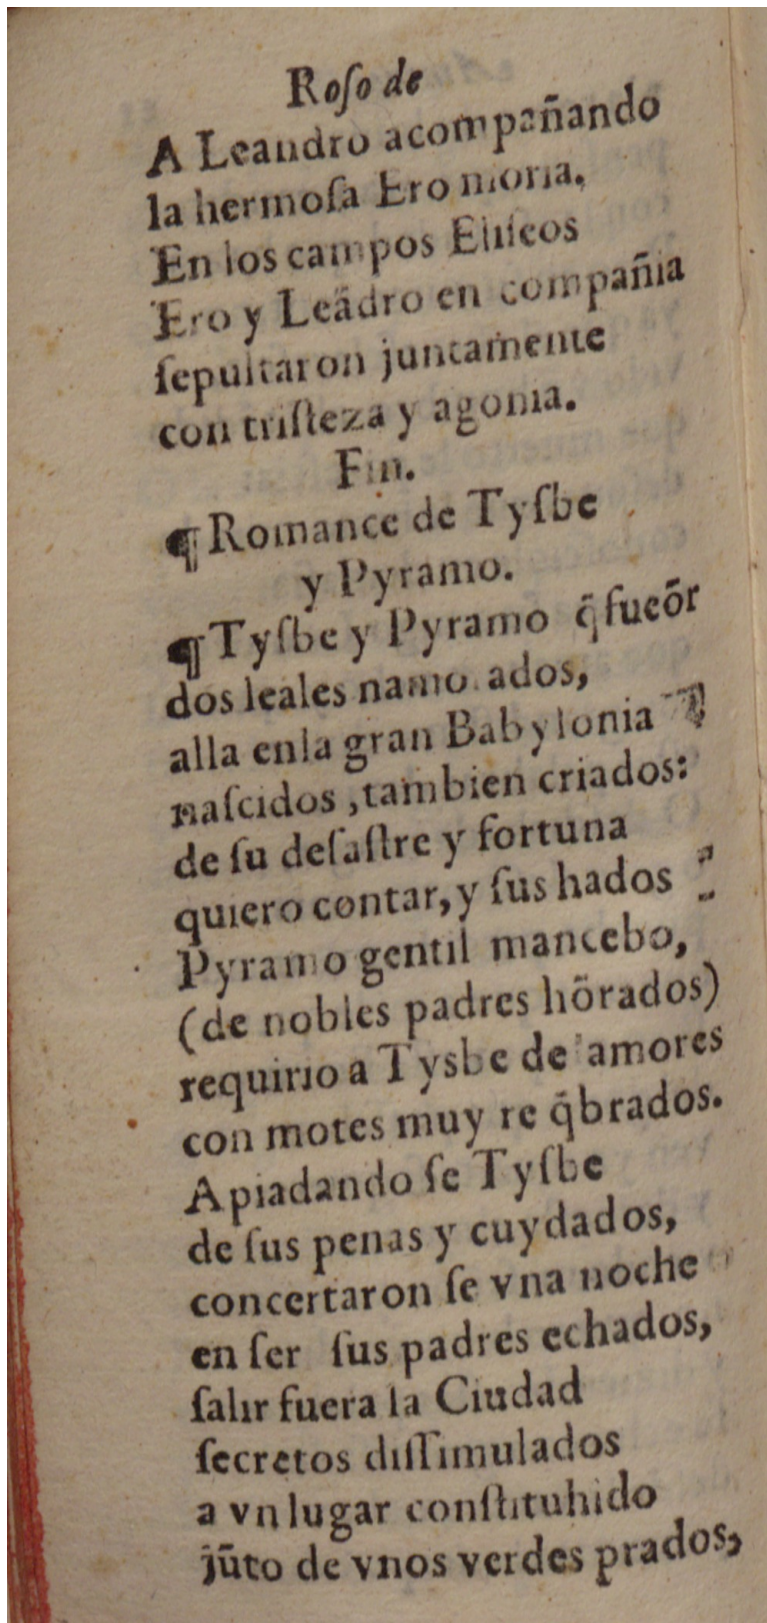 Roſo de
A Leandro acompañando
la hermoſa Ero moria.
En los campos Eliſeos
Ero y Leãdro en compañia
ſepultaron juntamente
con triſteza y agonia.
Fin.
¶ Romance de Tyſbe
y Pyramo.
¶ Tyſbe y Pyramo q̃ fueõr
dos leales namorados,
alla enla gran Babylonia
naſcidos, tambien criados:
de ſu deſaſtre y fortuna
quiero contar, y ſus hados
Pyramo gentil mancebo,
(de nobles padres hõrados)
requirio a Tysbe de amores
con motes muy re q̃brados.
Apiadando ſe Tyſbe
de ſus penas y cuydados,
concertaron ſe vna noche
en ſer ſus padres echados,
ſalir fuera la Ciudad
ſecretos diſſimulados
a vn lugar conſtituhido
jũto de vnos verdes prados,